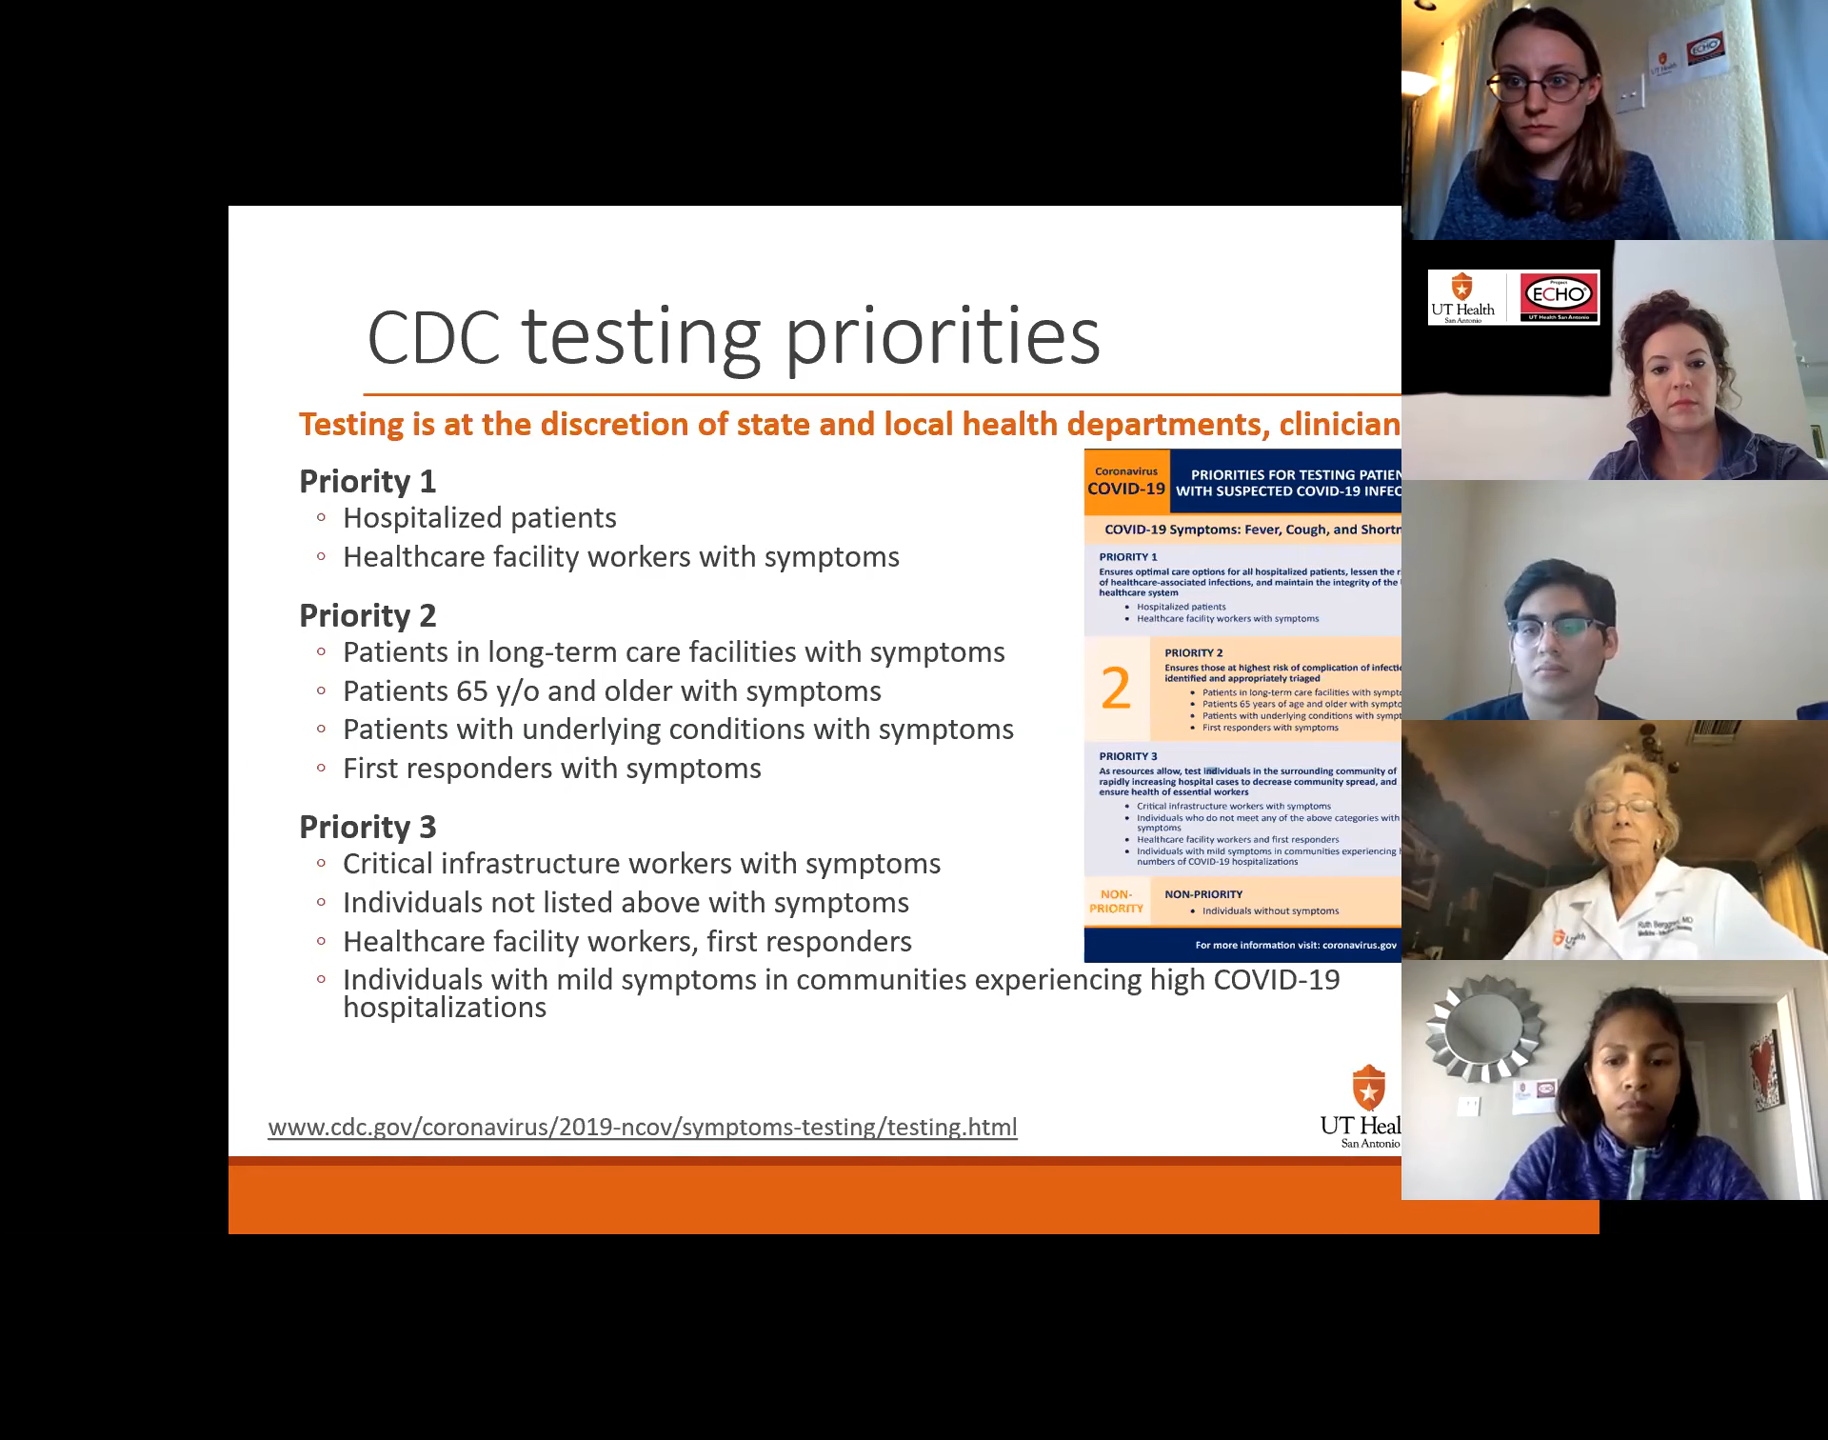 CDC testing priorities
Testing is at the discretion of state and local health departments, clinician
Priority 1
◦ Hospitalized patients
◦ Healthcare facility workers with symptoms
Priority 2
◦ Patients in long-term care facilities with symptoms
◦ Patients 65 y/o and older with symptoms
◦ Patients with underlying conditions with symptoms
◦ First responders with symptoms
Priority 3
◦ Critical infrastructure workers with symptoms
◦ Individuals not listed above with symptoms
◦ Healthcare facility workers, first responders
◦ Individuals with mild symptoms in communities experiencing high COVID-19
hospitalizations
www.cdc.gov/coronavirus/2019-ncov/symptoms-testing/testing.html
Coronavirus
COVID-19
PRIORITIES FOR TESTING PATIEN
WITH SUSPECTED COVID-19 INFEC
COVID-19 Symptoms: Fever, Cough, and Shortn
PRIORITY 1
Ensures optimal care options for all hospitalized patients, lessen the r
of healthcare-associated infections, and maintain the integrity of the
healthcare system
• Hospitalized patients
• Healthcare facility workers with symptoms
2
PRIORITY 2
Ensures those at highest risk of complication of infecti
identified and appropriately triaged
• Patients in long-term care facilities with sympto
• Patients 65 years of age and older with sympto
• Patients with underlying conditions with sympt
• First responders with symptoms
PRIORITY 3
As resources allow, test individuals in the surrounding community of
rapidly increasing hospital cases to decrease community spread, and
ensure health of essential workers
• Critical infrastructure workers with symptoms
• Individuals who do not meet any of the above categories with
symptoms
• Healthcare facility workers and first responders
• Individuals with mild symptoms in communities experiencing
numbers of COVID-19 hospitalizations
NON-
PRIORITY
NON-PRIORITY
• Individuals without symptoms
For more information visit: coronavirus.gov
UT Heal
San Antonio
UT Health
ECHO
UT Health
San Antonio
Project
ECHO
UT Health San Antonio
Ruth Berggren, MD
UT Health